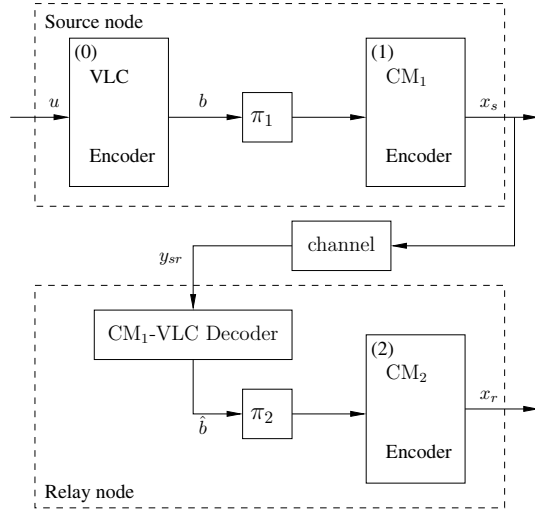 Source node
(0)
VLC
Encoder
u
b
π₁
(1)
CM₁
Encoder
xₛ
channel
yₛᵣ
CM₁-VLC Decoder
b̂
π₂
(2)
CM₂
Encoder
xᵣ
Relay node